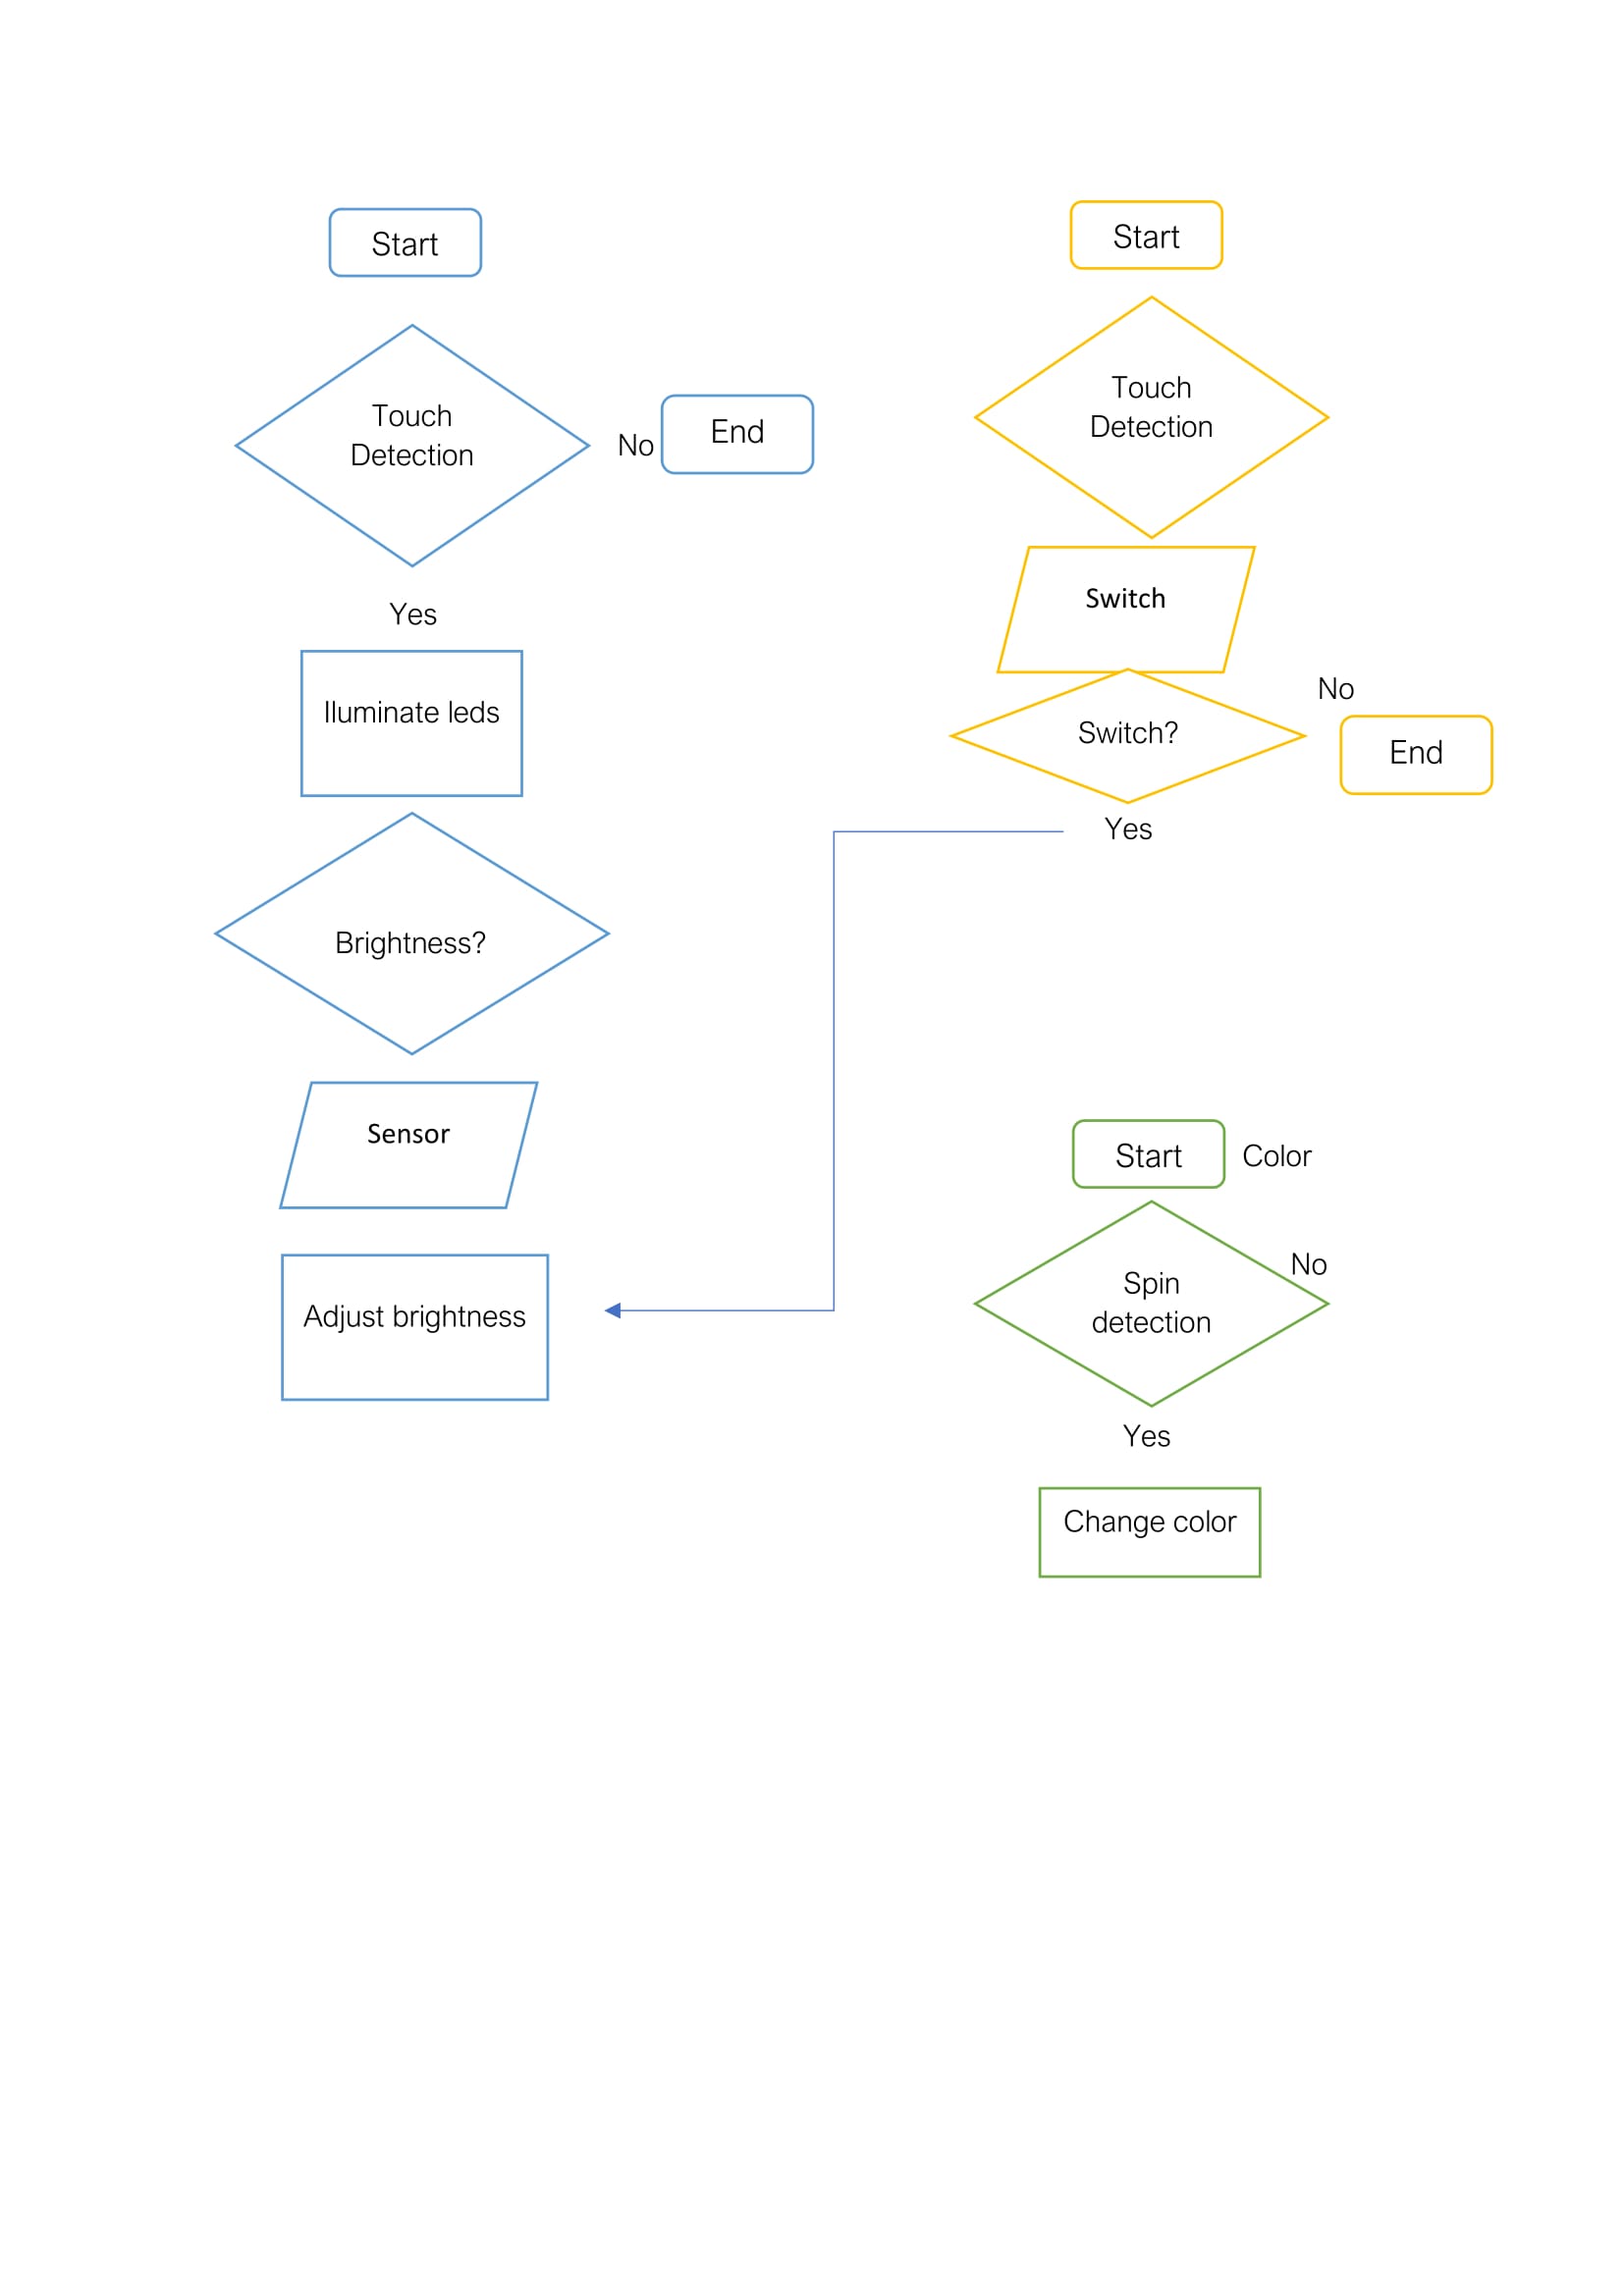 Start
Touch
Detection
No
End
Yes
Iluminate leds
Brightness?
Sensor
Adjust brightness
Start
Touch
Detection
Switch
No
Switch?
End
Yes
Start
Color
No
Spin
detection
Yes
Change color